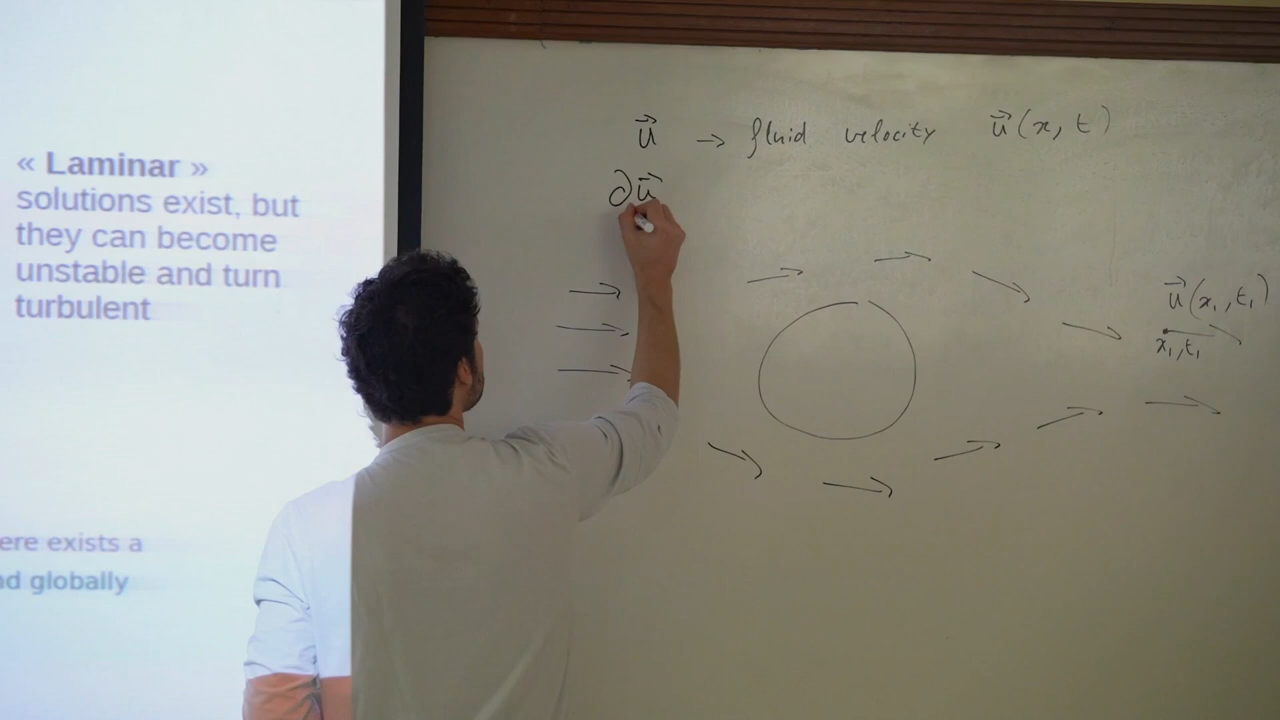 « Laminar »
solutions exist, but
they can become
unstable and turn
turbulent
ere exists a
nd globally
u⃗ → fluid velocity u⃗(x, t)
∂u⃗
u⃗(x₁, t₁)
x₁, t₁